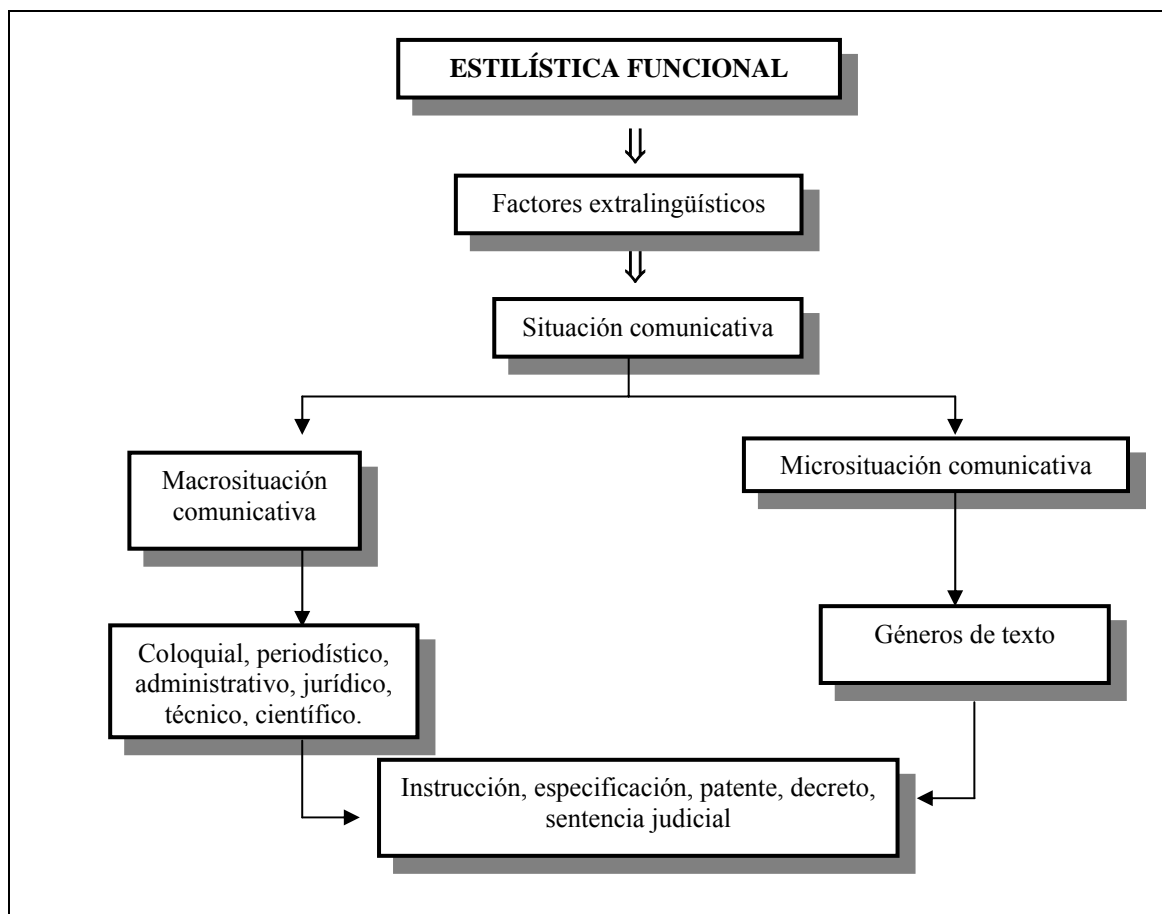 ESTILÍSTICA FUNCIONAL
Factores extralingüísticos
Situación comunicativa
Macrosituación
comunicativa
Microsituación comunicativa
Coloquial, periodístico,
administrativo, jurídico,
técnico, científico.
Géneros de texto
Instrucción, especificación, patente, decreto,
sentencia judicial